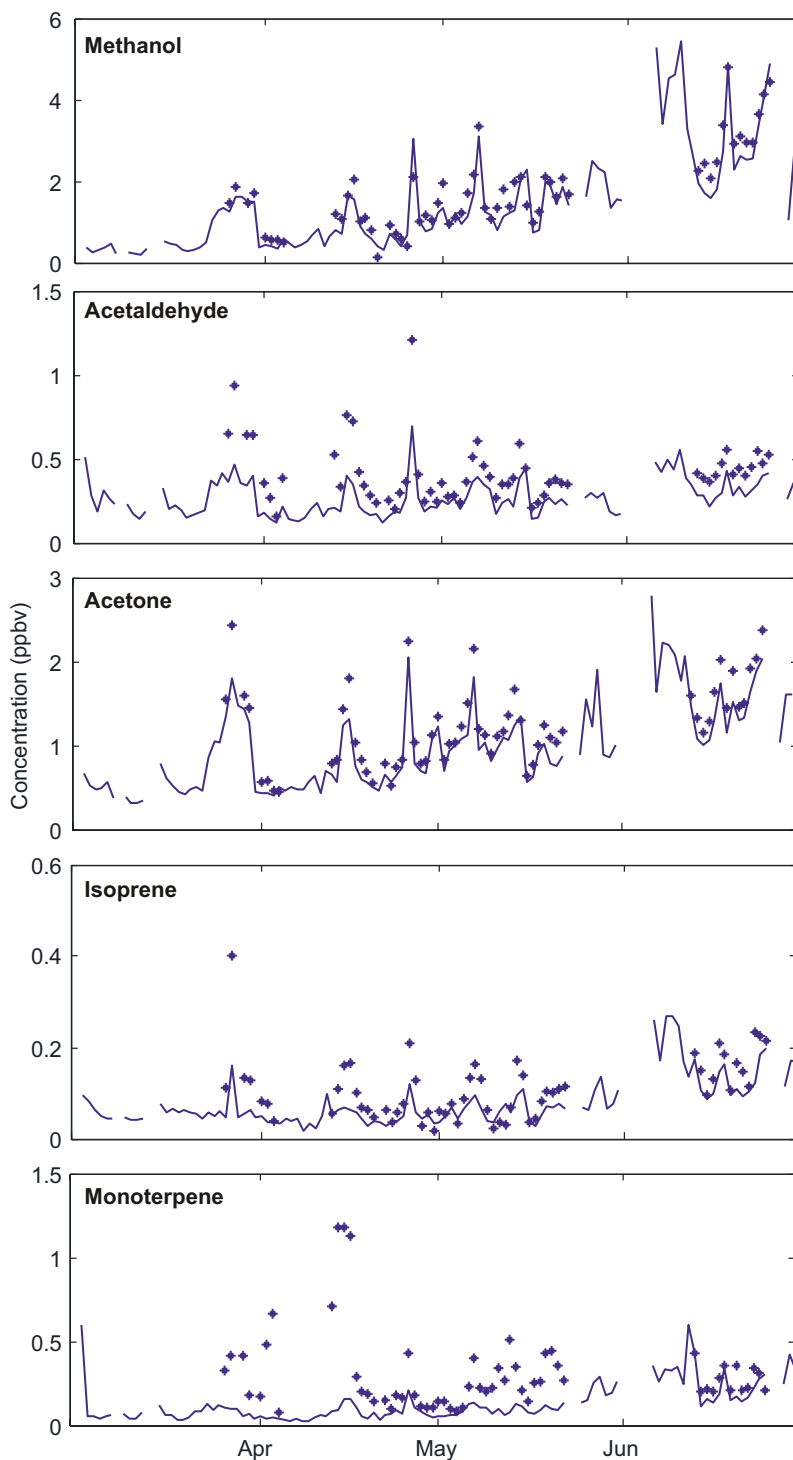 6
Methanol
4
2
0
1.5
Acetaldehyde
1
0.5
0
3
Acetone
2
1
0
Concentration (ppbv)
0.6
Isoprene
0.4
0.2
0
1.5
Monoterpene
1
0.5
0
Apr May Jun